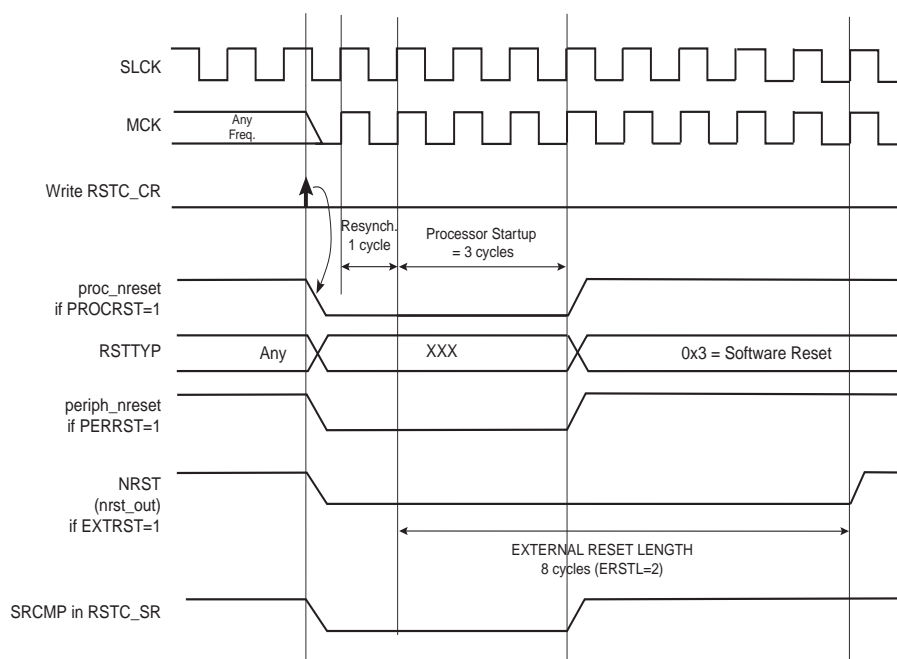 SLCK
MCK
Any
Freq.
Write RSTC_CR
Resynch.
1 cycle
Processor Startup
= 3 cycles
proc_nreset
if PROCRST=1
RSTTYP
Any
XXX
0x3 = Software Reset
periph_nreset
if PERRST=1
NRST
(nrst_out)
if EXTRST=1
EXTERNAL RESET LENGTH
8 cycles (ERSTL=2)
SRCMP in RSTC_SR